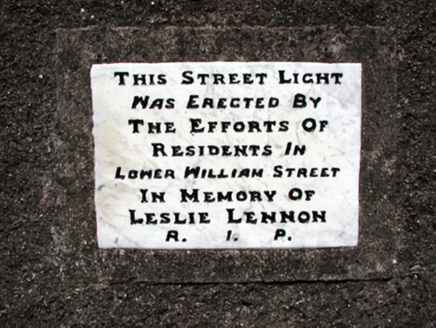 This Street Light
Was Erected By
The Efforts Of
Residents In
Lower William Street
In Memory Of
Leslie Lennon
R. I. P.